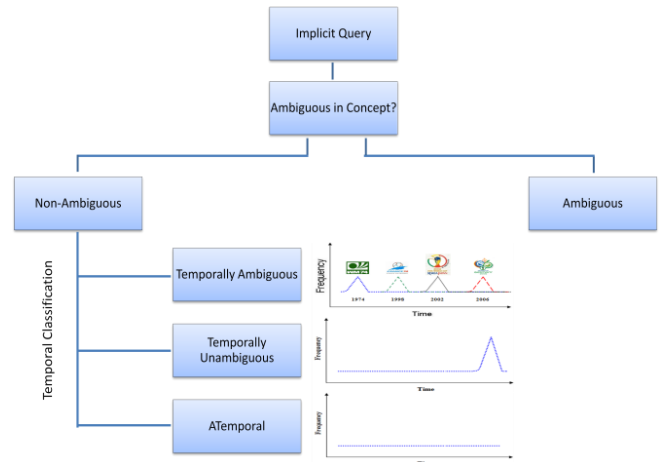 Implicit Query
Ambiguous in Concept?
Non-Ambiguous
Ambiguous
Temporal Classification
Temporally Ambiguous
Frequency
1974
1998
2002
2006
Time
Temporally
Unambiguous
Frequency
Time
ATemporal
Frequency
Time